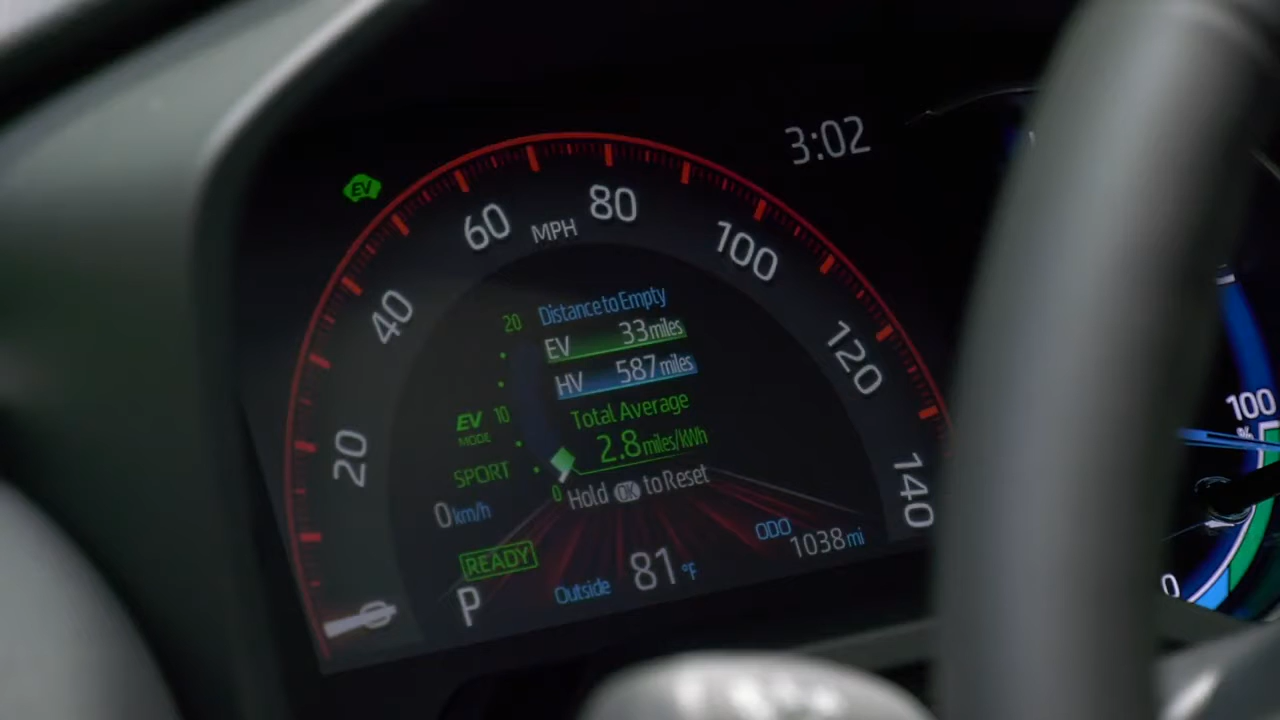 3:02
EV
60 MPH 80
100
40
120
20
140
Distance to Empty
20
EV 33 miles
HV 587 miles
Total Average
2.8 miles/kWh
EV 10
MODE
SPORT
0
Hold OK to Reset
0 km/h
READY
P
Outside 81 °F
ODO
1038 mi
0
100
%
0